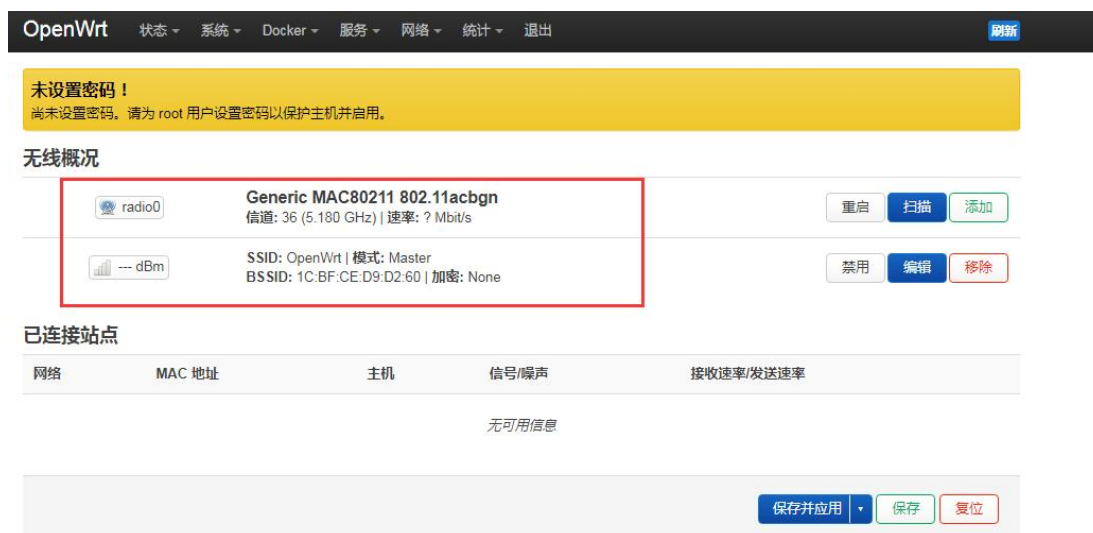 OpenWrt 状态 系统 Docker 服务 网络 统计 退出 刷新
未设置密码！
尚未设置密码。请为 root 用户设置密码以保护主机并启用。
无线概况
radio0 Generic MAC80211 802.11acbgn 重启 扫描 添加
信道: 36 (5.180 GHz) | 速率: ? Mbit/s
--- dBm SSID: OpenWrt | 模式: Master 禁用 编辑 移除
BSSID: 1C:BF:CE:D9:D2:60 | 加密: None
已连接站点
网络 MAC 地址 主机 信号/噪声 接收速率/发送速率
无可用信息
保存并应用 保存 复位